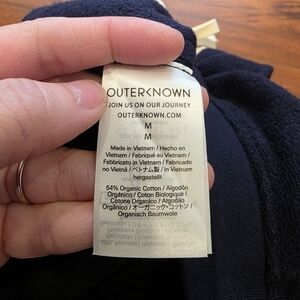 OUTERKNOWN
JOIN US ON OUR JOURNEY
OUTERKNOWN.COM
M
M
Made in Vietnam / Hecho en
Vietnam / Fabriqué au Vietnam /
Fabbricato in Vietnam / Fabricado
no Vietnã / ベトナム製 / In Vietnam
hergestellt
54% Organic Cotton / Algodón
Orgánico / Coton Biologique /
Cotone Organico / Algodão
Orgânico / オーガニック・コットン /
Organisch Baumwolle